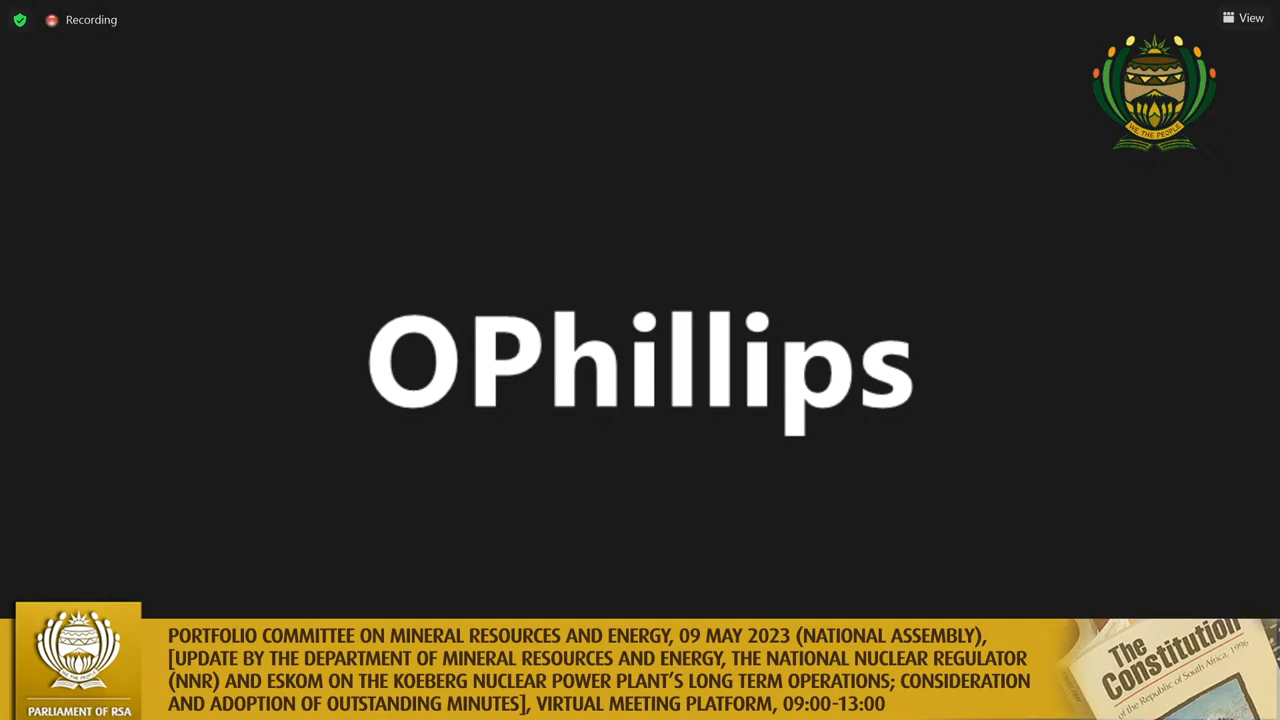 Recording
View
WE, THE PEOPLE
OPhillips
PORTFOLIO COMMITTEE ON MINERAL RESOURCES AND ENERGY, 09 MAY 2023 (NATIONAL ASSEMBLY),
[UPDATE BY THE DEPARTMENT OF MINERAL RESOURCES AND ENERGY, THE NATIONAL NUCLEAR REGULATOR
(NNR) AND ESKOM ON THE KOEBERG NUCLEAR POWER PLANT'S LONG TERM OPERATIONS; CONSIDERATION
AND ADOPTION OF OUTSTANDING MINUTES], VIRTUAL MEETING PLATFORM, 09:00-13:00
PARLIAMENT OF RSA
The
Constitution
of the Republic of South Africa, 1996